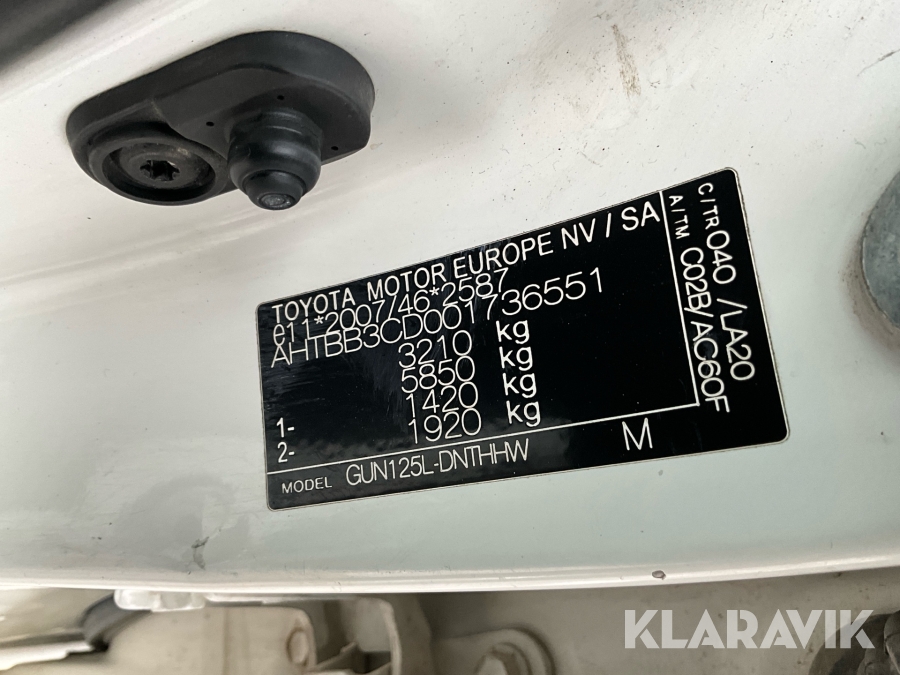 TOYOTA MOTOR EUROPE NV / SA
e11*2007/46*2587
AHTBB3CD001736551
3210 kg
5850 kg
1- 1420 kg
2- 1920 kg
MODEL GUN125L-DNTHHW M
C/TR 040 /LA20
A/TM C02B/AC60F
KLARAVIK